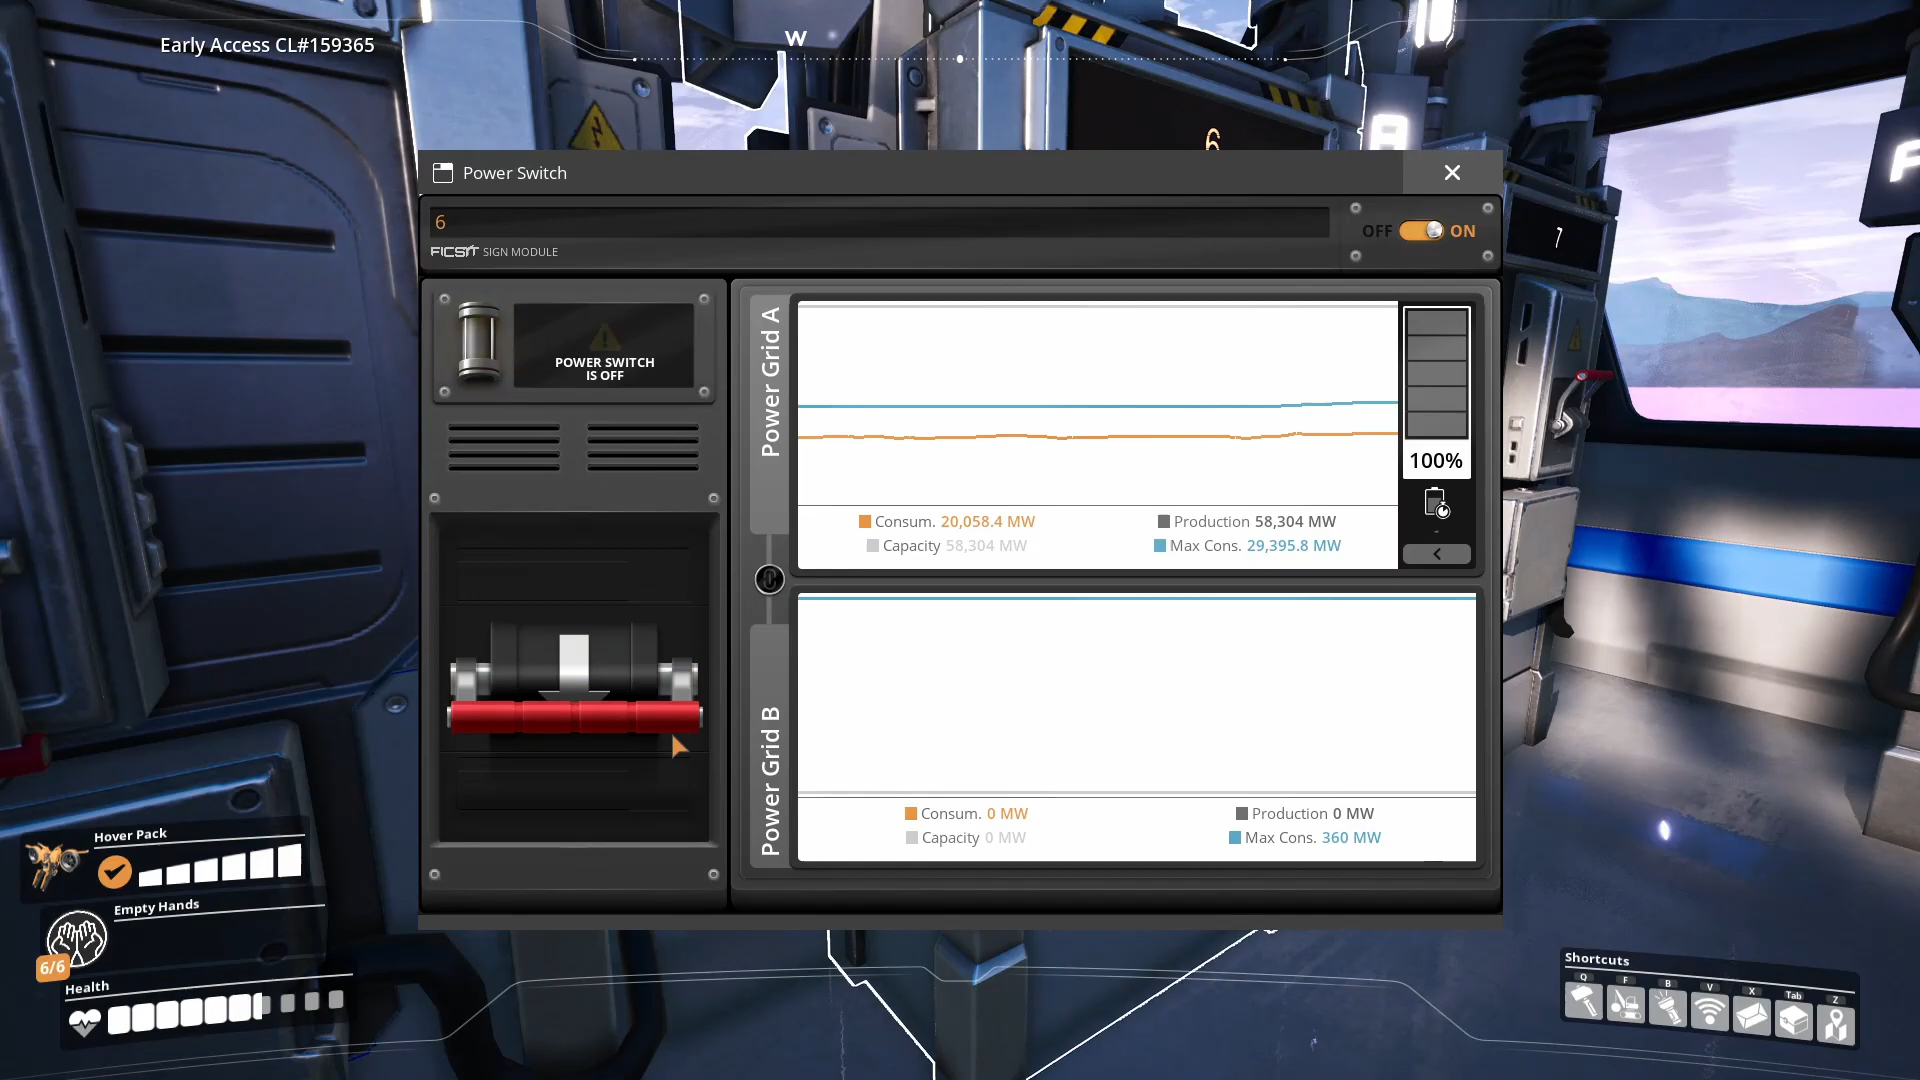 Early Access CL#159365
W
6
A
Power Switch
6
OFF ON
FICSIT SIGN MODULE
7
POWER SWITCH
IS OFF
Power Grid A
100%
Consum. 20,058.4 MW
Production 58,304 MW
Capacity 58,304 MW
Max Cons. 29,395.8 MW
-
Power Grid B
Consum. 0 MW
Production 0 MW
Capacity 0 MW
Max Cons. 360 MW
Hover Pack
Empty Hands
6/6
Health
Shortcuts
Q F B V X Tab Z